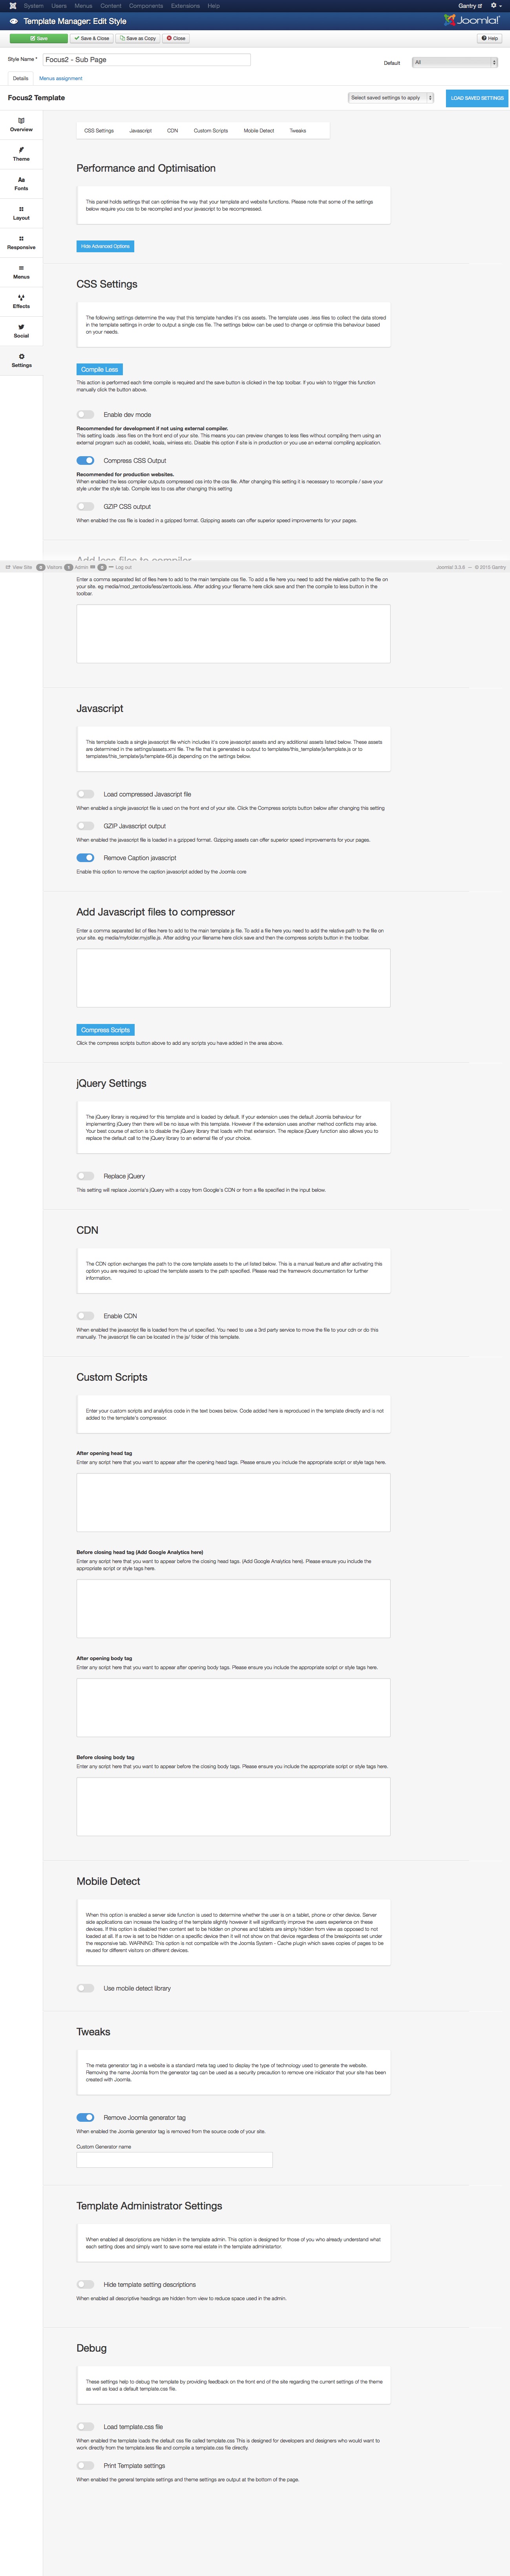 System Users Menus Content Components Extensions Help Gantry
Template Manager: Edit Style Joomla!
Save Save & Close Save as Copy Close Help
Style Name * Focus2 - Sub Page Default All
Details Menus assignment
Focus2 Template Select saved settings to apply LOAD SAVED SETTINGS
Overview
Theme
Aa
Fonts
Layout
Responsive
Menus
Effects
Social
Settings
CSS Settings Javascript CDN Custom Scripts Mobile Detect Tweaks
Performance and Optimisation
This panel holds settings that can optimise the way that your template and website functions. Please note that some of the settings
below require you css to be recompiled and your javascript to be recompressed.
Hide Advanced Options
CSS Settings
The following settings determine the way that this template handles it's css assets. The template uses .less files to collect the data stored
in the template settings in order to output a single css file. The settings below can be used to change or optimise this behaviour based
on your needs.
Compile Less
This action is performed each time compile is required and the save button is clicked in the top toolbar. If you wish to trigger this function
manually click the button above.
Enable dev mode
Recommended for development if not using external compiler.
This setting loads .less files on the front end of your site. This means you can preview changes to less files without compiling them using an
external program such as codekit, koala, winless etc. Disable this option if site is in production or you use an external compiling application.
Compress CSS Output
Recommended for production websites.
When enabled the less compiler outputs compressed css into the css file. After changing this setting it is necessary to recompile / save your
style under the style tab. Compile less to css after changing this setting
GZIP CSS output
When enabled the css file is loaded in a gzipped format. Gzipping assets can offer superior speed improvements for your pages.
Add less files to compiler
View Site 0 Visitors 1 Admin 0 Log out Joomla! 3.3.6 — © 2015 Gantry
Enter a comma separated list of files here to add to the main template css file. To add a file here you need to add the relative path to the file on
your site. eg media/mod_zentools/less/zentools.less. After adding your filename here click save and then the compile to less button in the
toolbar.
Javascript
This template loads a single javascript file which includes it's core javascript assets and any additional assets listed below. These assets
are determined in the settings/assets.xml file. The file that is generated is output to templates/this_template/js/template.js or to
templates/this_template/js/template-66.js depending on the settings below.
Load compressed Javascript file
When enabled a single javascript file is used on the front end of your site. Click the Compress scripts button below after changing this setting
GZIP Javascript output
When enabled the javascript file is loaded in a gzipped format. Gzipping assets can offer superior speed improvements for your pages.
Remove Caption javascript
Enable this option to remove the caption javascript added by the Joomla core
Add Javascript files to compressor
Enter a comma separated list of files here to add to the main template js file. To add a file here you need to add the relative path to the file on
your site. eg media/myfolder/myjsfile.js. After adding your filename here click save and then the compress scripts button in the toolbar.
Compress Scripts
Click the compress scripts button above to add any scripts you have added in the area above.
jQuery Settings
The jQuery library is required for this template and is loaded by default. If your extension uses the default Joomla behaviour for
implementing jQuery then there will be no issue with this template. However if the extension uses another method conflicts may arise.
Your best course of action is to disable the jQuery library that loads with that extension. The replace jQuery function also allows you to
replace the default call to the jQuery library to an external file of your choice.
Replace jQuery
This setting will replace Joomla's jQuery with a copy from Google's CDN or from a file specified in the input below.
CDN
The CDN option exchanges the path to the core template assets to the url listed below. This is a manual feature and after activating this
option you are required to upload the template assets to the path specified. Please read the framework documentation for further
information.
Enable CDN
When enabled the javascript file is loaded from the url specified. You need to use a 3rd party service to move the file to your cdn or do this
manually. The javascript file can be located in the js/ folder of this template.
Custom Scripts
Enter your custom scripts and analytics code in the text boxes below. Code added here is reproduced in the template directly and is not
added to the template's compressor.
After opening head tag
Enter any script here that you want to appear after the opening head tags. Please ensure you include the appropriate script or style tags here.
Before closing head tag (Add Google Analytics here)
Enter any script here that you want to appear before the closing head tags. (Add Google Analytics here). Please ensure you include the
appropriate script or style tags here.
After opening body tag
Enter any script here that you want to appear after opening body tags. Please ensure you include the appropriate script or style tags here.
Before closing body tag
Enter any script here that you want to appear before the closing body tags. Please ensure you include the appropriate script or style tags here.
Mobile Detect
When this option is enabled a server side function is used to determine whether the user is on a tablet, phone or other device. Server
side applications can increase the loading of the template slightly however it will significantly improve the users experience on these
devices. If this option is disabled then content set to be hidden on phones and tablets are simply hidden from view as opposed to not
loaded at all. If a row is set to be hidden on a specific device then it will not show on that device regardless of the breakpoints set under
the responsive tab. WARNING: This option is not compatible with the Joomla System - Cache plugin which saves copies of pages to be
reused for different visitors on different devices.
Use mobile detect library
Tweaks
The meta generator tag in a website is a standard meta tag used to display the type of technology used to generate the website.
Removing the name Joomla from the generator tag can be used as a security precaution to remove one indicator that your site has been
created with Joomla.
Remove Joomla generator tag
When enabled the Joomla generator tag is removed from the source code of your site.
Custom Generator name
Template Administrator Settings
When enabled all descriptions are hidden in the template admin. This option is designed for those of you who already understand what
each setting does and simply want to save some real estate in the template administartor.
Hide template setting descriptions
When enabled all descriptive headings are hidden from view to reduce space used in the admin.
Debug
These settings help to debug the template by providing feedback on the front end of the site regarding the current settings of the theme
as well as load a default template.css file.
Load template.css file
When enabled the template loads the default css file called template.css This is designed for developers and designers who would want to
work directly from the template.less file and compile a template.css file directly.
Print Template settings
When enabled the general template settings and theme settings are output at the bottom of the page.